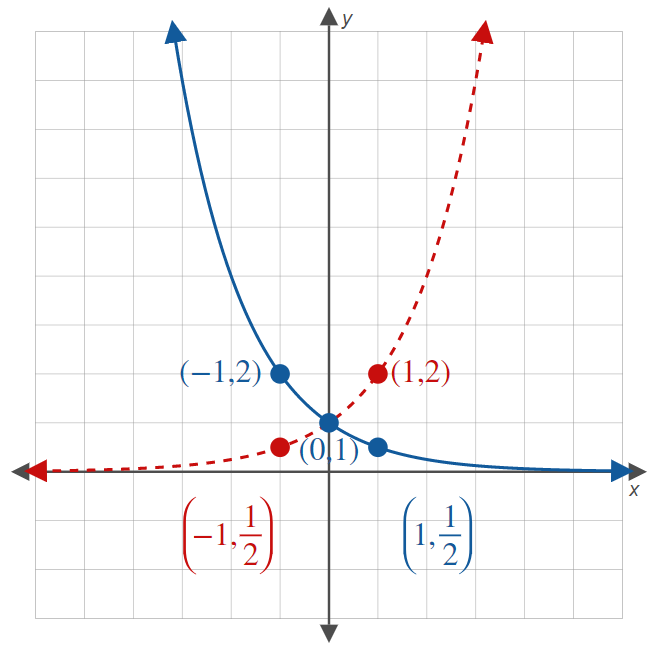 y
(−1,2)
(1,2)
(0,1)
x
(−1, 1/2)
(1, 1/2)